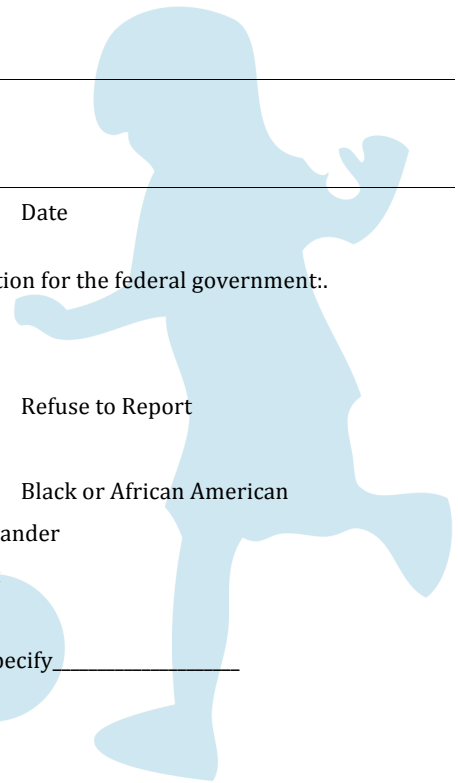 Date
tion for the federal government:.
Refuse to Report
Black or African American
ander
pecify____________________